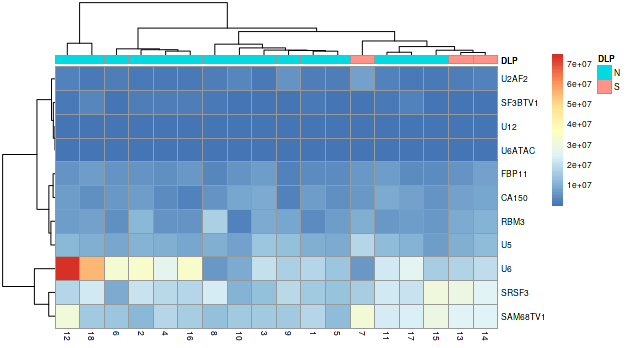 DLP
U2AF2
SF3BTV1
U12
U6ATAC
FBP11
CA150
RBM3
U5
U6
SRSF3
SAM68TV1
12 18 6 2 4 16 8 10 3 9 1 5 7 11 17 15 13 14
7e+07
6e+07
5e+07
4e+07
3e+07
2e+07
1e+07
DLP
N
S